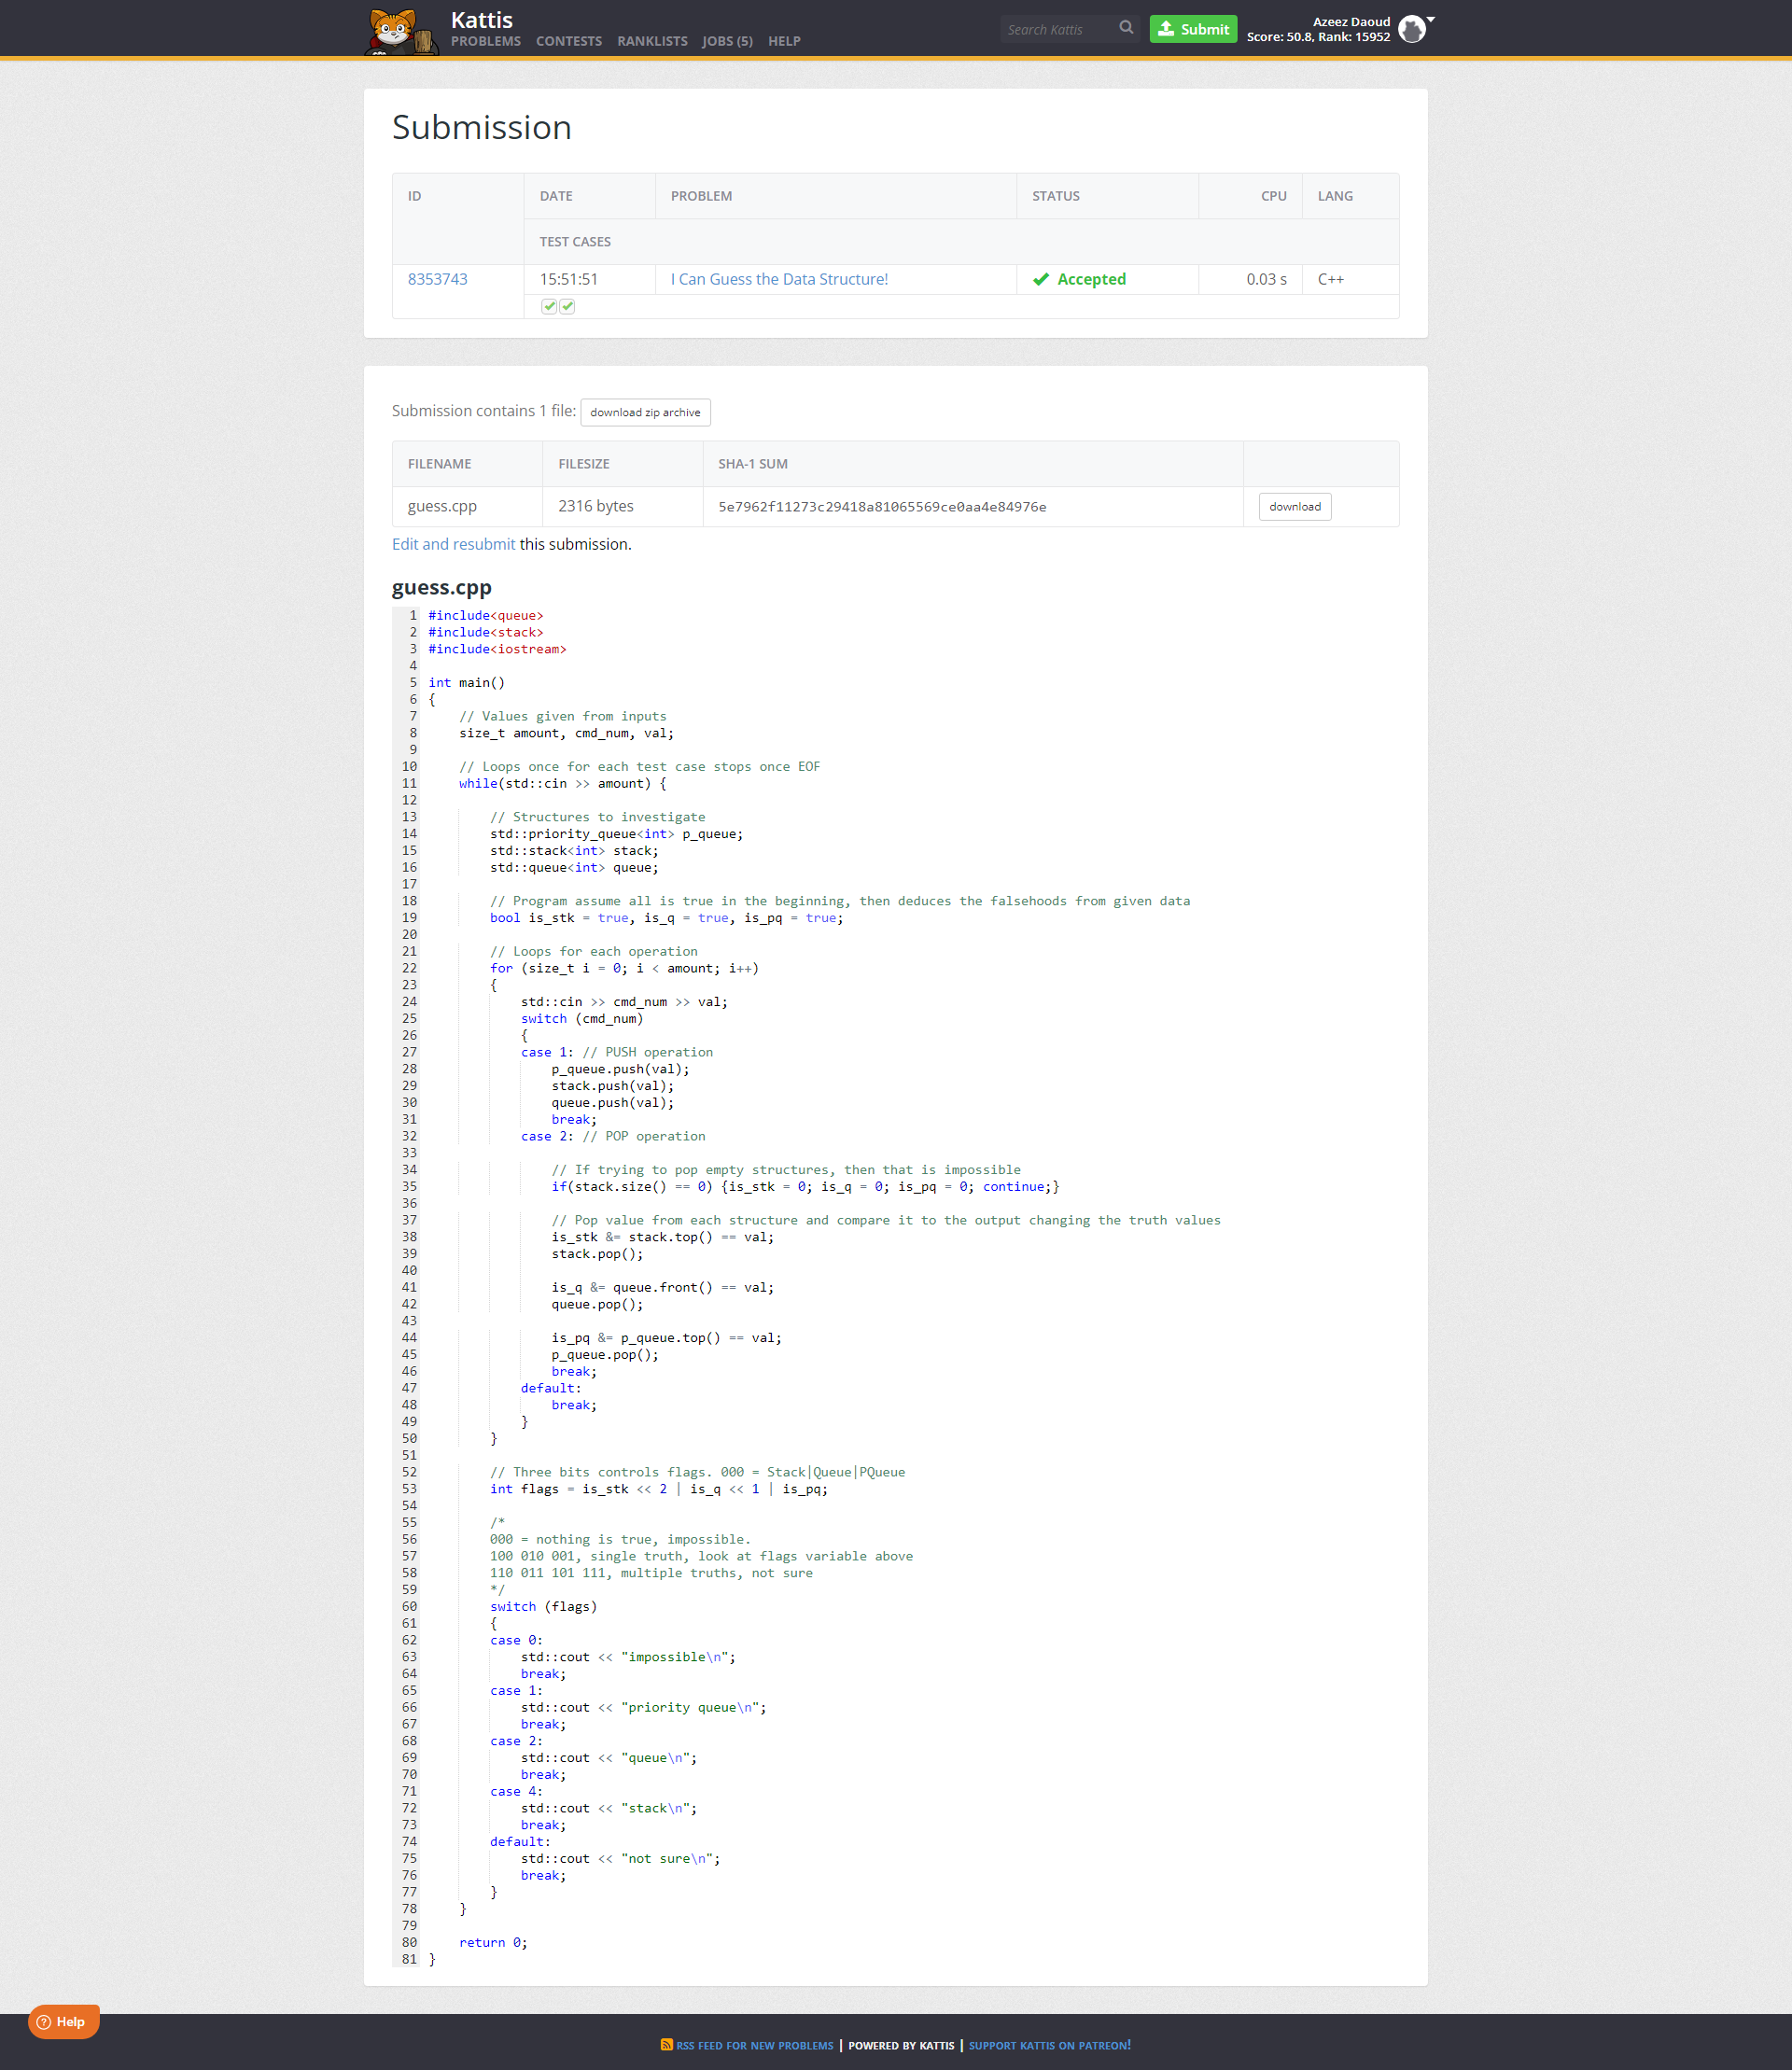 Kattis
PROBLEMS CONTESTS RANKLISTS JOBS (5) HELP
Search Kattis
Submit
Azeez Daoud
Score: 50.8, Rank: 15952
Submission
ID DATE PROBLEM STATUS CPU LANG
TEST CASES
8353743 15:51:51 I Can Guess the Data Structure! Accepted 0.03 s C++
Submission contains 1 file: download zip archive
FILENAME FILESIZE SHA-1 SUM
guess.cpp 2316 bytes 5e7962f11273c29418a81065569ce0aa4e84976e download
Edit and resubmit this submission.
guess.cpp
1 #include<queue>
2 #include<stack>
3 #include<iostream>
4
5 int main()
6 {
7     // Values given from inputs
8     size_t amount, cmd_num, val;
9
10     // Loops once for each test case stops once EOF
11     while(std::cin >> amount) {
12
13         // Structures to investigate
14         std::priority_queue<int> p_queue;
15         std::stack<int> stack;
16         std::queue<int> queue;
17
18         // Program assume all is true in the beginning, then deduces the falsehoods from given data
19         bool is_stk = true, is_q = true, is_pq = true;
20
21         // Loops for each operation
22         for (size_t i = 0; i < amount; i++)
23         {
24             std::cin >> cmd_num >> val;
25             switch (cmd_num)
26             {
27             case 1: // PUSH operation
28                 p_queue.push(val);
29                 stack.push(val);
30                 queue.push(val);
31                 break;
32             case 2: // POP operation
33
34                 // If trying to pop empty structures, then that is impossible
35                 if(stack.size() == 0) {is_stk = 0; is_q = 0; is_pq = 0; continue;}
36
37                 // Pop value from each structure and compare it to the output changing the truth values
38                 is_stk &= stack.top() == val;
39                 stack.pop();
40
41                 is_q &= queue.front() == val;
42                 queue.pop();
43
44                 is_pq &= p_queue.top() == val;
45                 p_queue.pop();
46                 break;
47             default:
48                 break;
49             }
50         }
51
52         // Three bits controls flags. 000 = Stack|Queue|PQueue
53         int flags = is_stk << 2 | is_q << 1 | is_pq;
54
55         /*
56         000 = nothing is true, impossible.
57         100 010 001, single truth, look at flags variable above
58         110 011 101 111, multiple truths, not sure
59         */
60         switch (flags)
61         {
62         case 0:
63             std::cout << "impossible\n";
64             break;
65         case 1:
66             std::cout << "priority queue\n";
67             break;
68         case 2:
69             std::cout << "queue\n";
70             break;
71         case 4:
72             std::cout << "stack\n";
73             break;
74         default:
75             std::cout << "not sure\n";
76             break;
77         }
78     }
79
80     return 0;
81 }
Help
RSS FEED FOR NEW PROBLEMS | POWERED BY KATTIS | SUPPORT KATTIS ON PATREON!